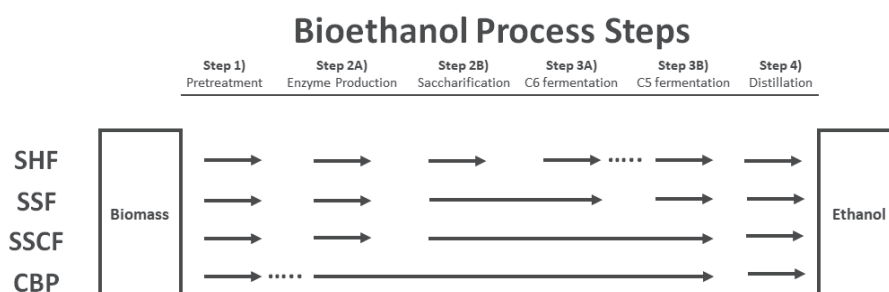 Bioethanol Process Steps
Step 1) Step 2A) Step 2B) Step 3A) Step 3B) Step 4)
Pretreatment Enzyme Production Saccharification C6 fermentation C5 fermentation Distillation
SHF
SSF
Biomass Ethanol
SSCF
CBP